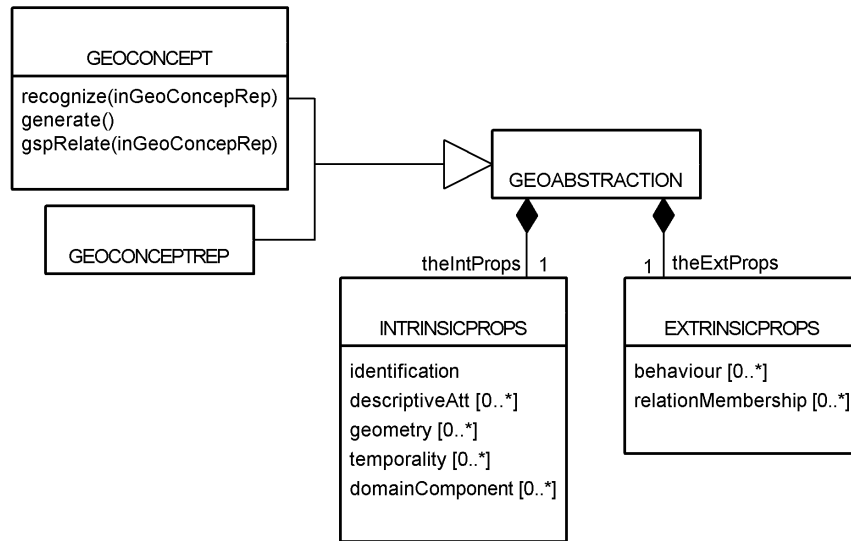 GEOCONCEPT
recognize(inGeoConcepRep)
generate()
gspRelate(inGeoConcepRep)
GEOABSTRACTION
GEOCONCEPTREP
theIntProps 1
1 theExtProps
INTRINSICPROPS
identification
descriptiveAtt [0..*]
geometry [0..*]
temporality [0..*]
domainComponent [0..*]
EXTRINSICPROPS
behaviour [0..*]
relationMembership [0..*]